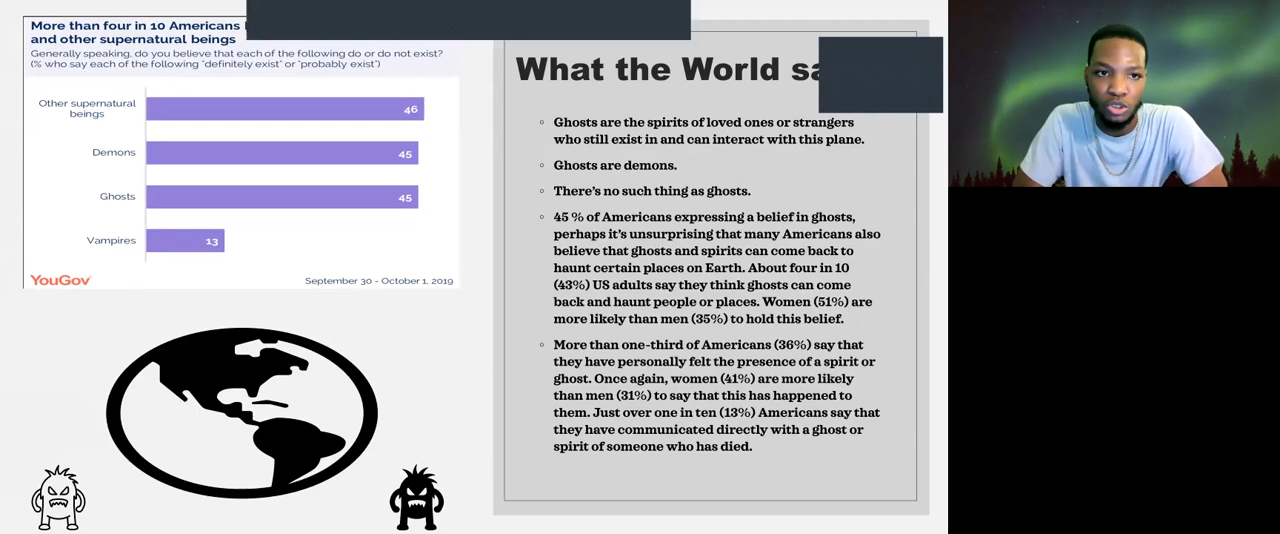 More than four in 10 Americans
and other supernatural beings
Generally speaking, do you believe that each of the following do or do not exist?
(% who say each of the following "definitely exist" or "probably exist")
Other supernatural
beings
46
Demons
45
Ghosts
45
Vampires
13
YouGov
September 30 - October 1, 2019
What the World
Ghosts are the spirits of loved ones or strangers
who still exist in and can interact with this plane.
Ghosts are demons.
There's no such thing as ghosts.
45 % of Americans expressing a belief in ghosts,
perhaps it's unsurprising that many Americans also
believe that ghosts and spirits can come back to
haunt certain places on Earth. About four in 10
(43%) US adults say they think ghosts can come
back and haunt people or places. Women (51%) are
more likely than men (35%) to hold this belief.
More than one-third of Americans (36%) say that
they have personally felt the presence of a spirit or
ghost. Once again, women (41%) are more likely
than men (31%) to say that this has happened to
them. Just over one in ten (13%) Americans say that
they have communicated directly with a ghost or
spirit of someone who has died.